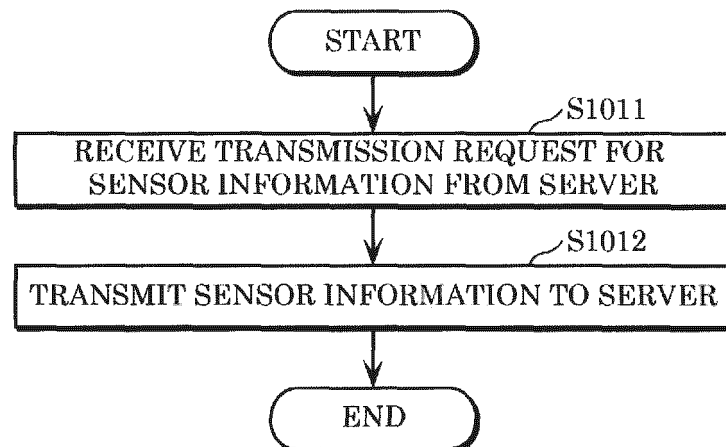 START
S1011
RECEIVE TRANSMISSION REQUEST FOR
SENSOR INFORMATION FROM SERVER
S1012
TRANSMIT SENSOR INFORMATION TO SERVER
END